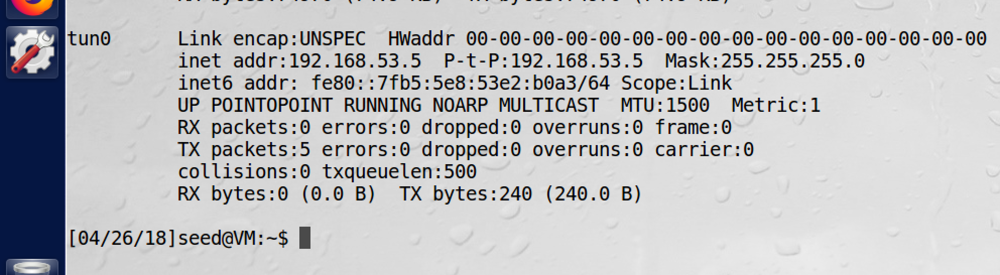 tun0      Link encap:UNSPEC  HWaddr 00-00-00-00-00-00-00-00-00-00-00-00-00-00-00-00
          inet addr:192.168.53.5  P-t-P:192.168.53.5  Mask:255.255.255.0
          inet6 addr: fe80::7fb5:5e8:53e2:b0a3/64 Scope:Link
          UP POINTOPOINT RUNNING NOARP MULTICAST  MTU:1500  Metric:1
          RX packets:0 errors:0 dropped:0 overruns:0 frame:0
          TX packets:5 errors:0 dropped:0 overruns:0 carrier:0
          collisions:0 txqueuelen:500
          RX bytes:0 (0.0 B)  TX bytes:240 (240.0 B)
[04/26/18]seed@VM:~$